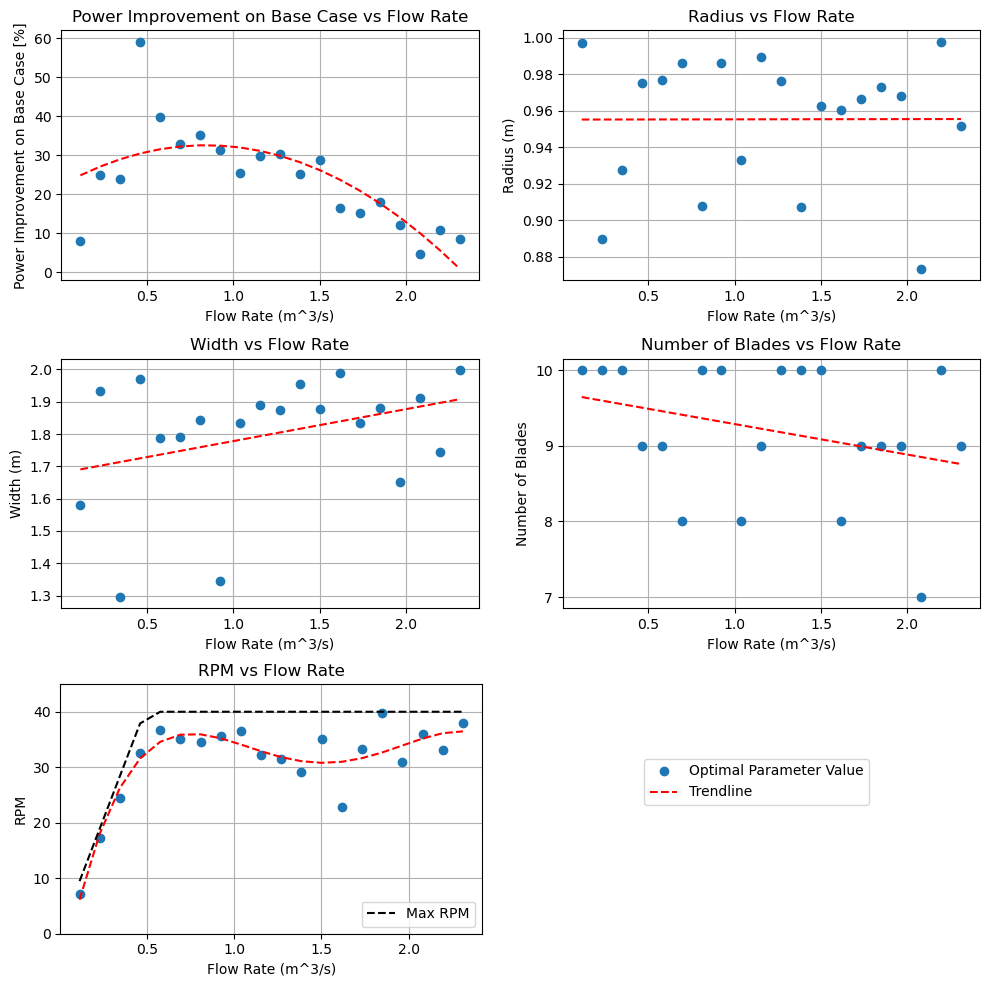 Power Improvement on Base Case vs Flow Rate
Power Improvement on Base Case [%]
60
50
40
30
20
10
0
0.5 1.0 1.5 2.0
Flow Rate (m^3/s)
Radius vs Flow Rate
Radius (m)
1.00
0.98
0.96
0.94
0.92
0.90
0.88
0.5 1.0 1.5 2.0
Flow Rate (m^3/s)
Width vs Flow Rate
Width (m)
2.0
1.9
1.8
1.7
1.6
1.5
1.4
1.3
0.5 1.0 1.5 2.0
Flow Rate (m^3/s)
Number of Blades vs Flow Rate
Number of Blades
10
9
8
7
0.5 1.0 1.5 2.0
Flow Rate (m^3/s)
RPM vs Flow Rate
RPM
40
30
20
10
0
Max RPM
0.5 1.0 1.5 2.0
Flow Rate (m^3/s)
Optimal Parameter Value
Trendline